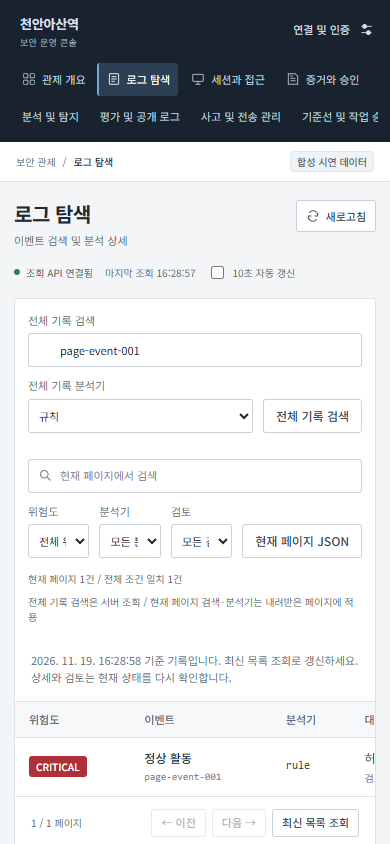 천안아산역
보안 운영 콘솔
연결 및 인증
관제 개요
로그 탐색
세션과 접근
증거와 승인
분석 및 탐지
평가 및 공개 로그
사고 및 전송 관리
기준선 및 작업
보안 관제 / 로그 탐색
합성 시연 데이터
로그 탐색
새로고침
이벤트 검색 및 분석 상세
조회 API 연결됨
마지막 조회 16:28:57
10초 자동 갱신
전체 기록 검색
page-event-001
전체 기록 분석기
규칙
전체 기록 검색
현재 페이지에서 검색
위험도
분석기
검토
전체
모든
모든
현재 페이지 JSON
현재 페이지 1건 / 전체 조건 일치 1건
전체 기록 검색은 서버 조회 / 현재 페이지 검색·분석기는 내려받은 페이지에 적
용
2026. 11. 19. 16:28:58 기준 기록입니다. 최신 목록 조회로 갱신하세요.
상세와 검토는 현재 상태를 다시 확인합니다.
위험도
이벤트
분석기
CRITICAL
정상 활동
page-event-001
rule
1 / 1 페이지
← 이전
다음 →
최신 목록 조회